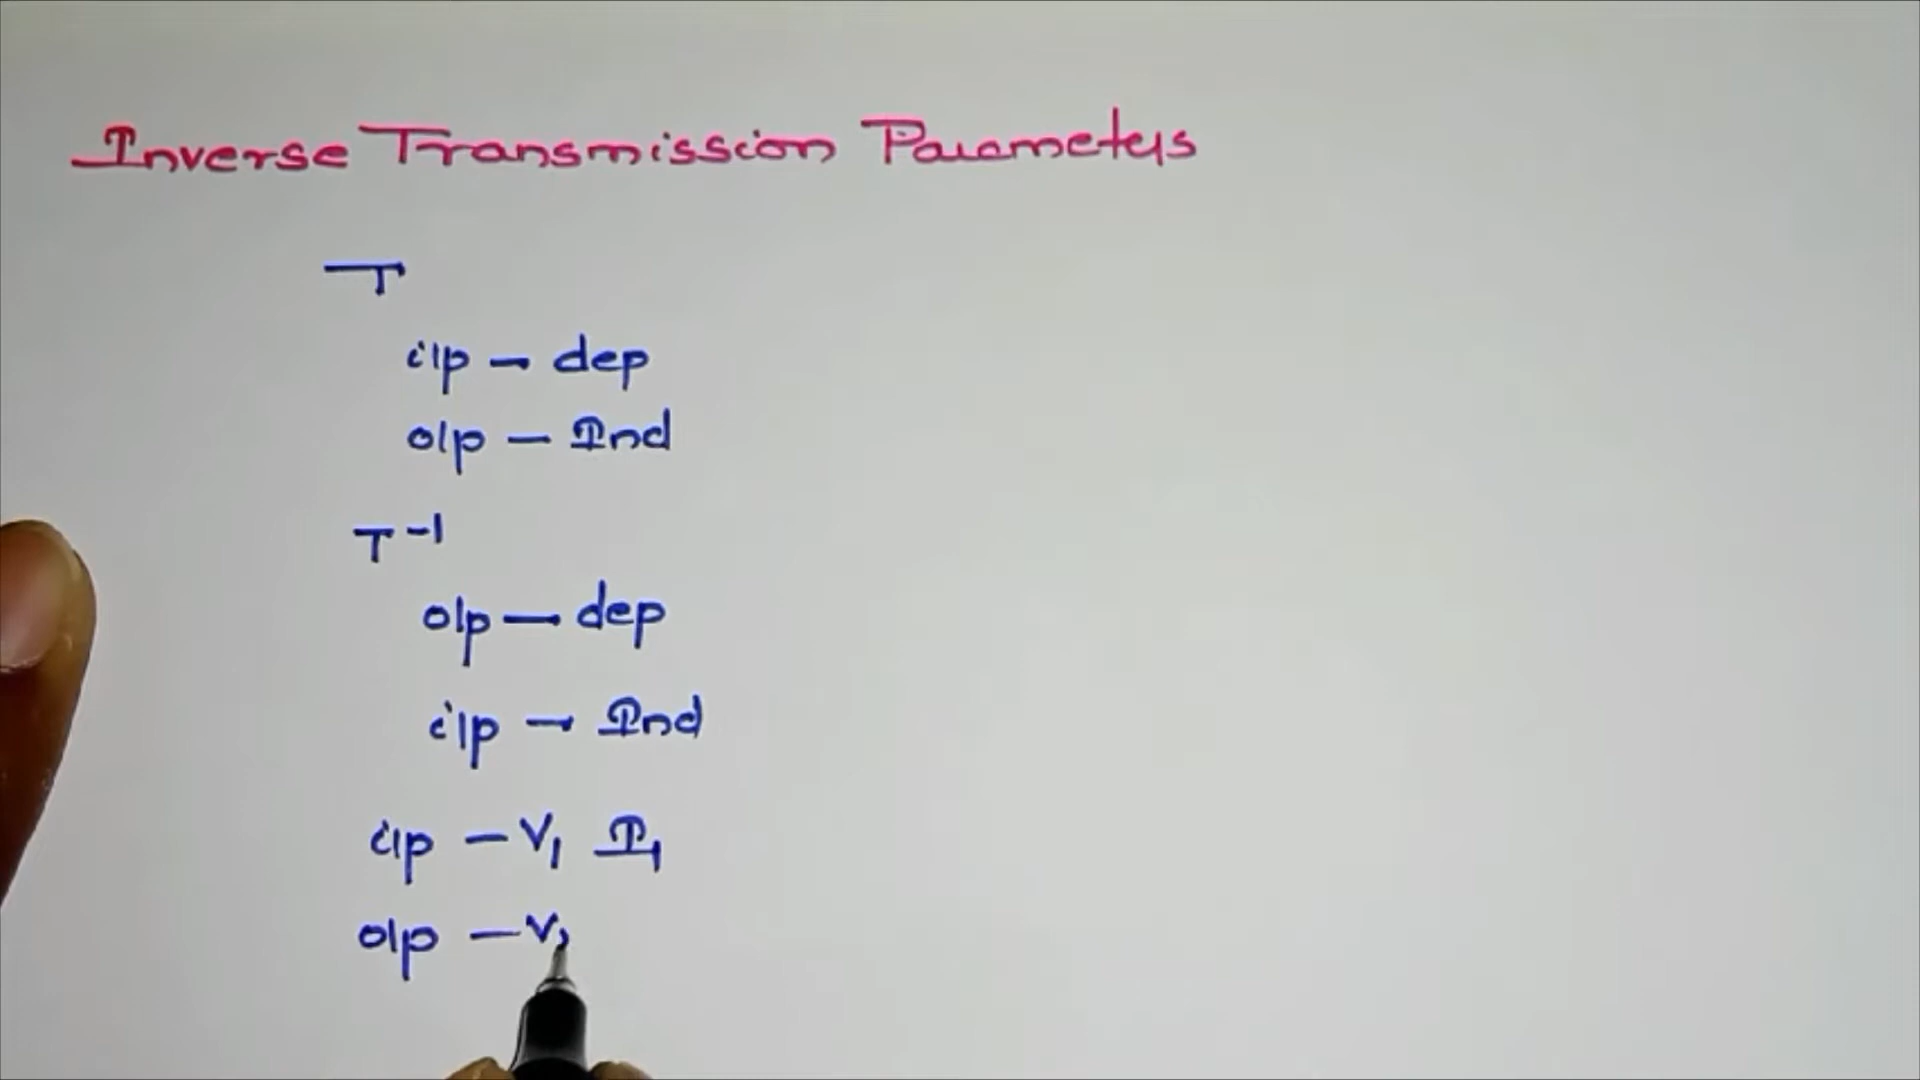 Inverse Transmission Parameters
T
i/p - dep
o/p - Ind
T⁻¹
o/p - dep
i/p - Ind
i/p - V₁ I₁
o/p - V₂